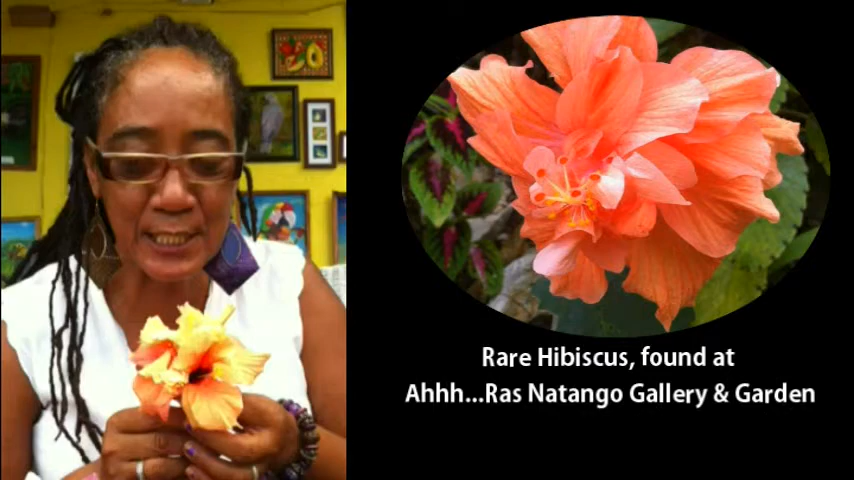 Rare Hibiscus, found at
Ahhh...Ras Natango Gallery & Garden